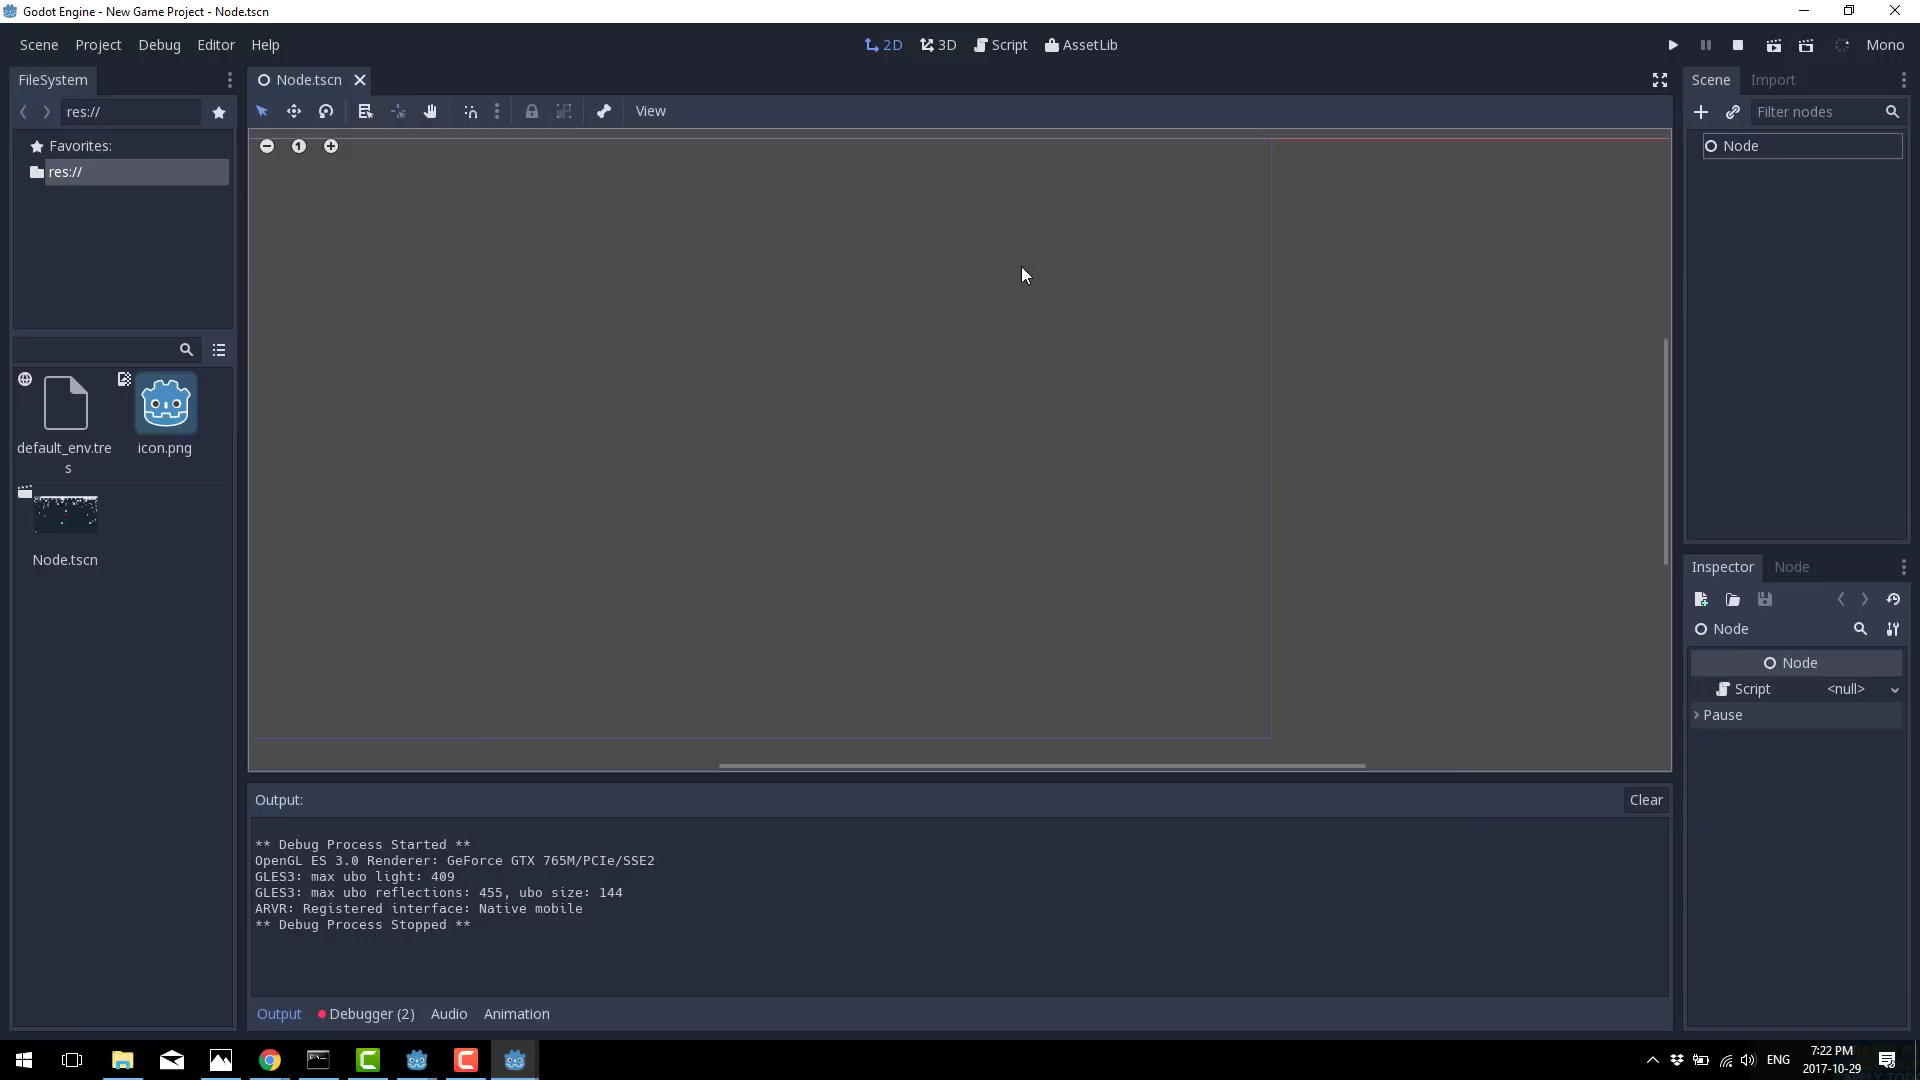 Godot Engine - New Game Project - Node.tscn
Scene Project Debug Editor Help
2D 3D Script AssetLib
Mono
FileSystem
Node.tscn
Scene Import
res://
View
Filter nodes
Favorites:
res://
1
Node
default_env.tre
s
icon.png
Node.tscn
Inspector Node
Node
Node
Script <null>
Pause
Output:
Clear
** Debug Process Started **
OpenGL ES 3.0 Renderer: GeForce GTX 765M/PCIe/SSE2
GLES3: max ubo light: 409
GLES3: max ubo reflections: 455, ubo size: 144
ARVR: Registered interface: Native mobile
** Debug Process Stopped **
Output Debugger (2) Audio Animation
ENG
7:22 PM
2017-10-29